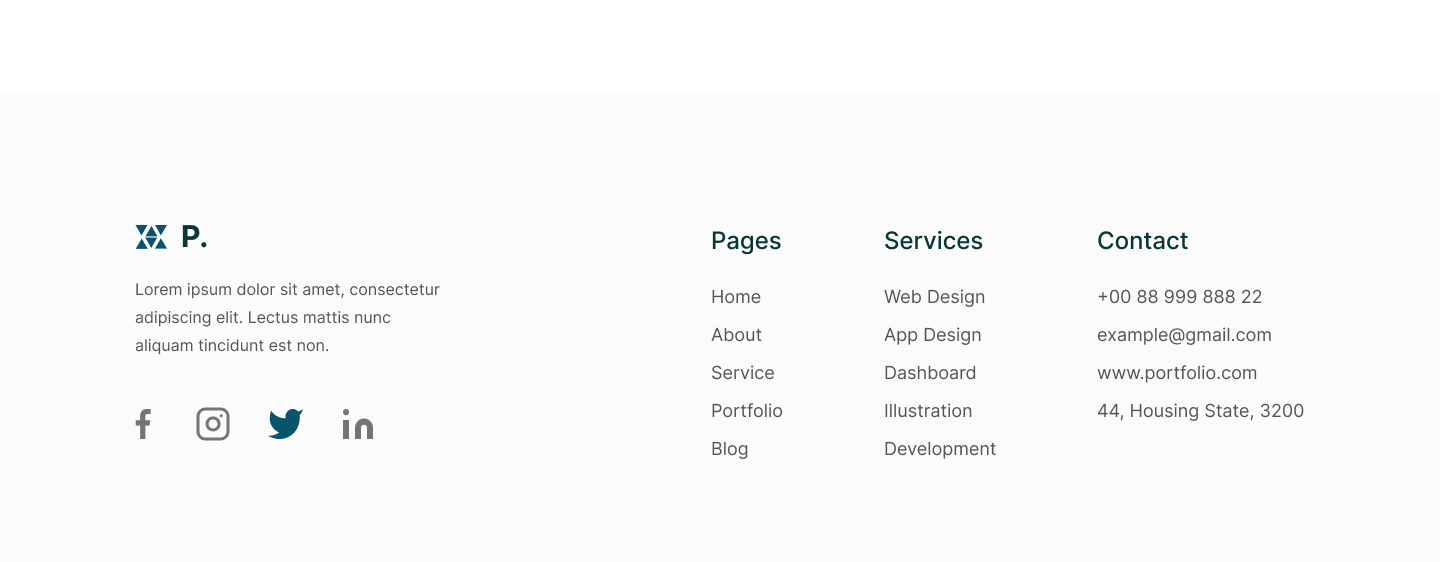 P.
Lorem ipsum dolor sit amet, consectetur
adipiscing elit. Lectus mattis nunc
aliquam tincidunt est non.
Pages
Home
About
Service
Portfolio
Blog
Services
Web Design
App Design
Dashboard
Illustration
Development
Contact
+00 88 999 888 22
example@gmail.com
www.portfolio.com
44, Housing State, 3200